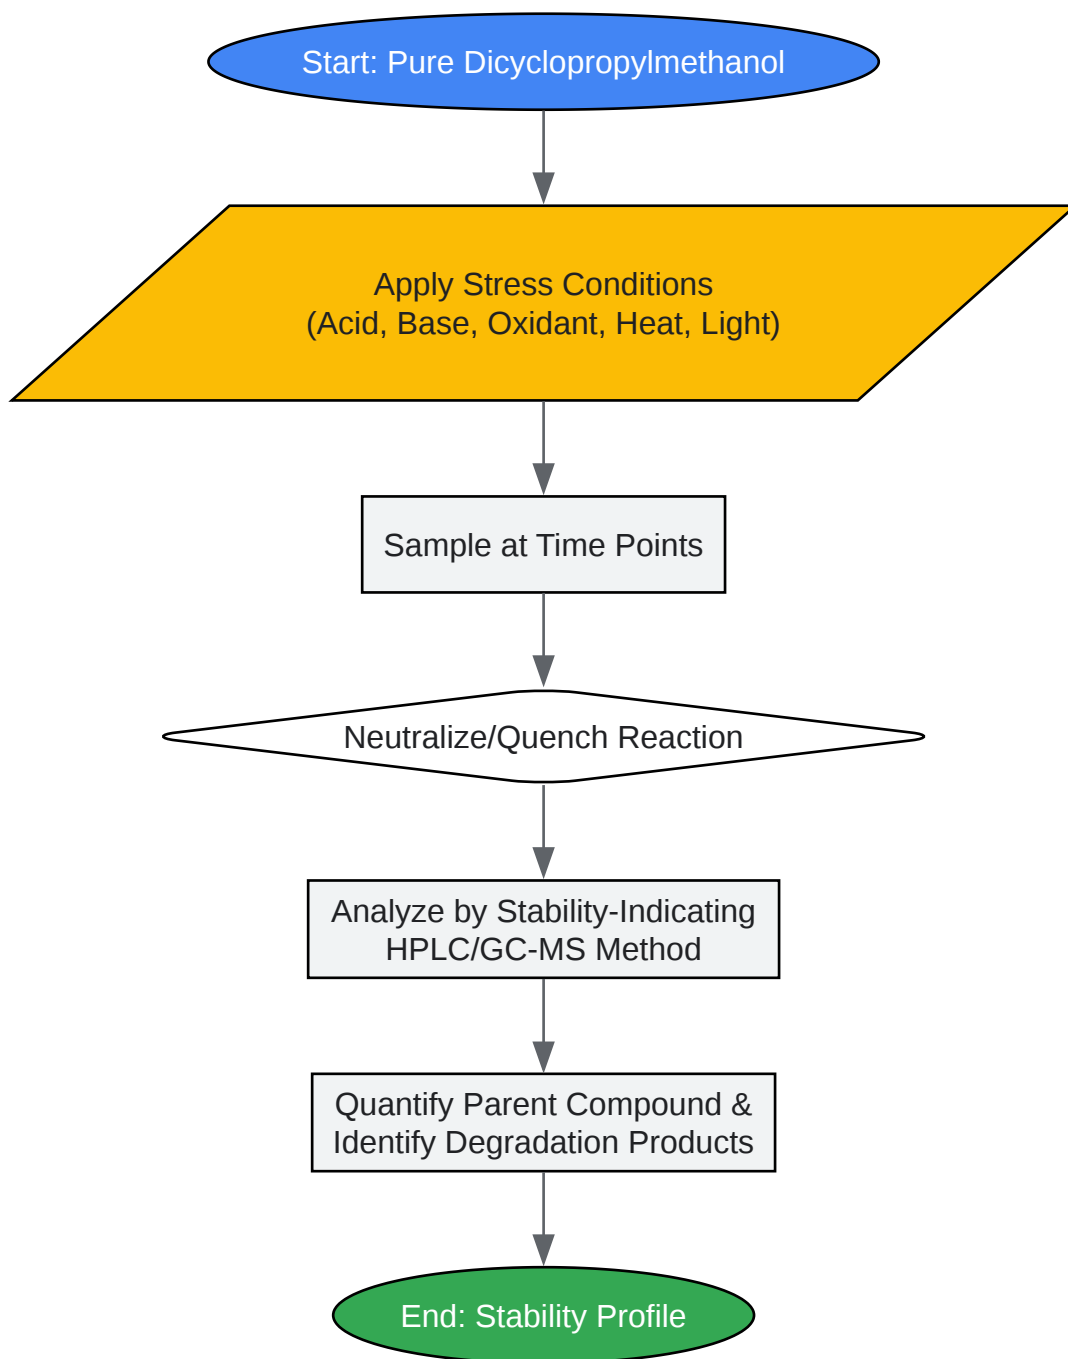 Start: Pure Dicyclopropylmethanol
Apply Stress Conditions
(Acid, Base, Oxidant, Heat, Light)
Sample at Time Points
Neutralize/Quench Reaction
Analyze by Stability-Indicating
HPLC/GC-MS Method
Quantify Parent Compound &
Identify Degradation Products
End: Stability Profile